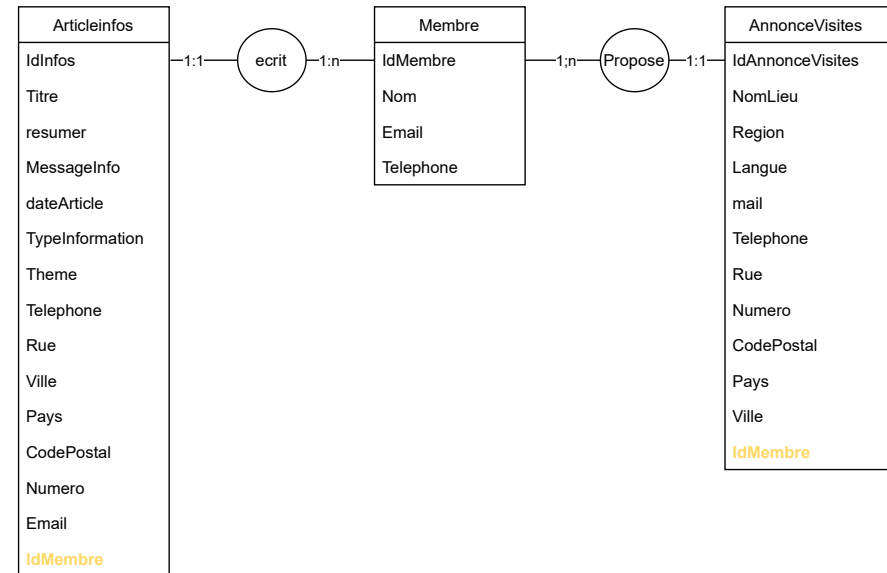 Articleinfos
IdInfos
Titre
resumer
MessageInfo
dateArticle
TypeInformation
Theme
Telephone
Rue
Ville
Pays
CodePostal
Numero
Email
IdMembre
1:1
ecrit
1:n
Membre
IdMembre
Nom
Email
Telephone
1;n
Propose
1:1
AnnonceVisites
IdAnnonceVisites
NomLieu
Region
Langue
mail
Telephone
Rue
Numero
CodePostal
Pays
Ville
IdMembre